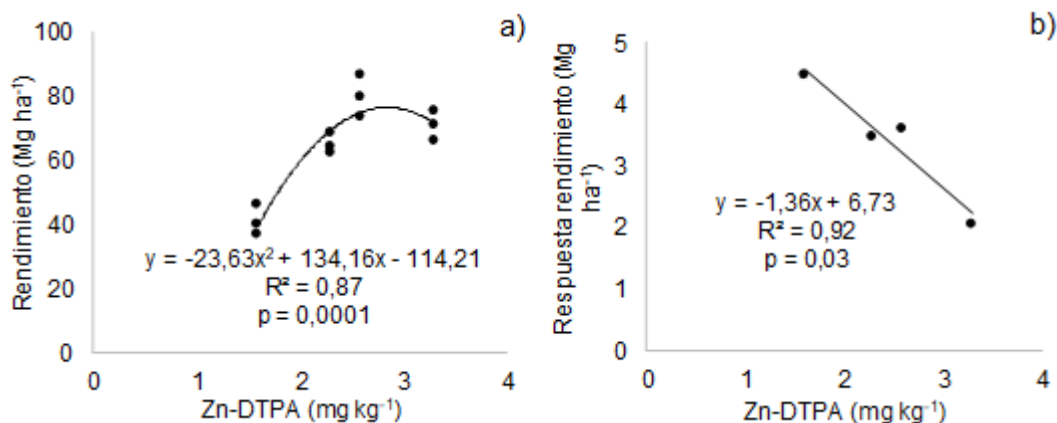 a)
Rendimiento (Mg ha⁻¹)
100
80
60
40
20
0
y = -23,63x² + 134,16x - 114,21
R² = 0,87
p = 0,0001
0 1 2 3 4
Zn-DTPA (mg kg⁻¹)
b)
Respuesta rendimiento (Mg
ha⁻¹)
5
4
3
2
1
0
y = -1,36x + 6,73
R² = 0,92
p = 0,03
0 1 2 3 4
Zn-DTPA (mg kg⁻¹)